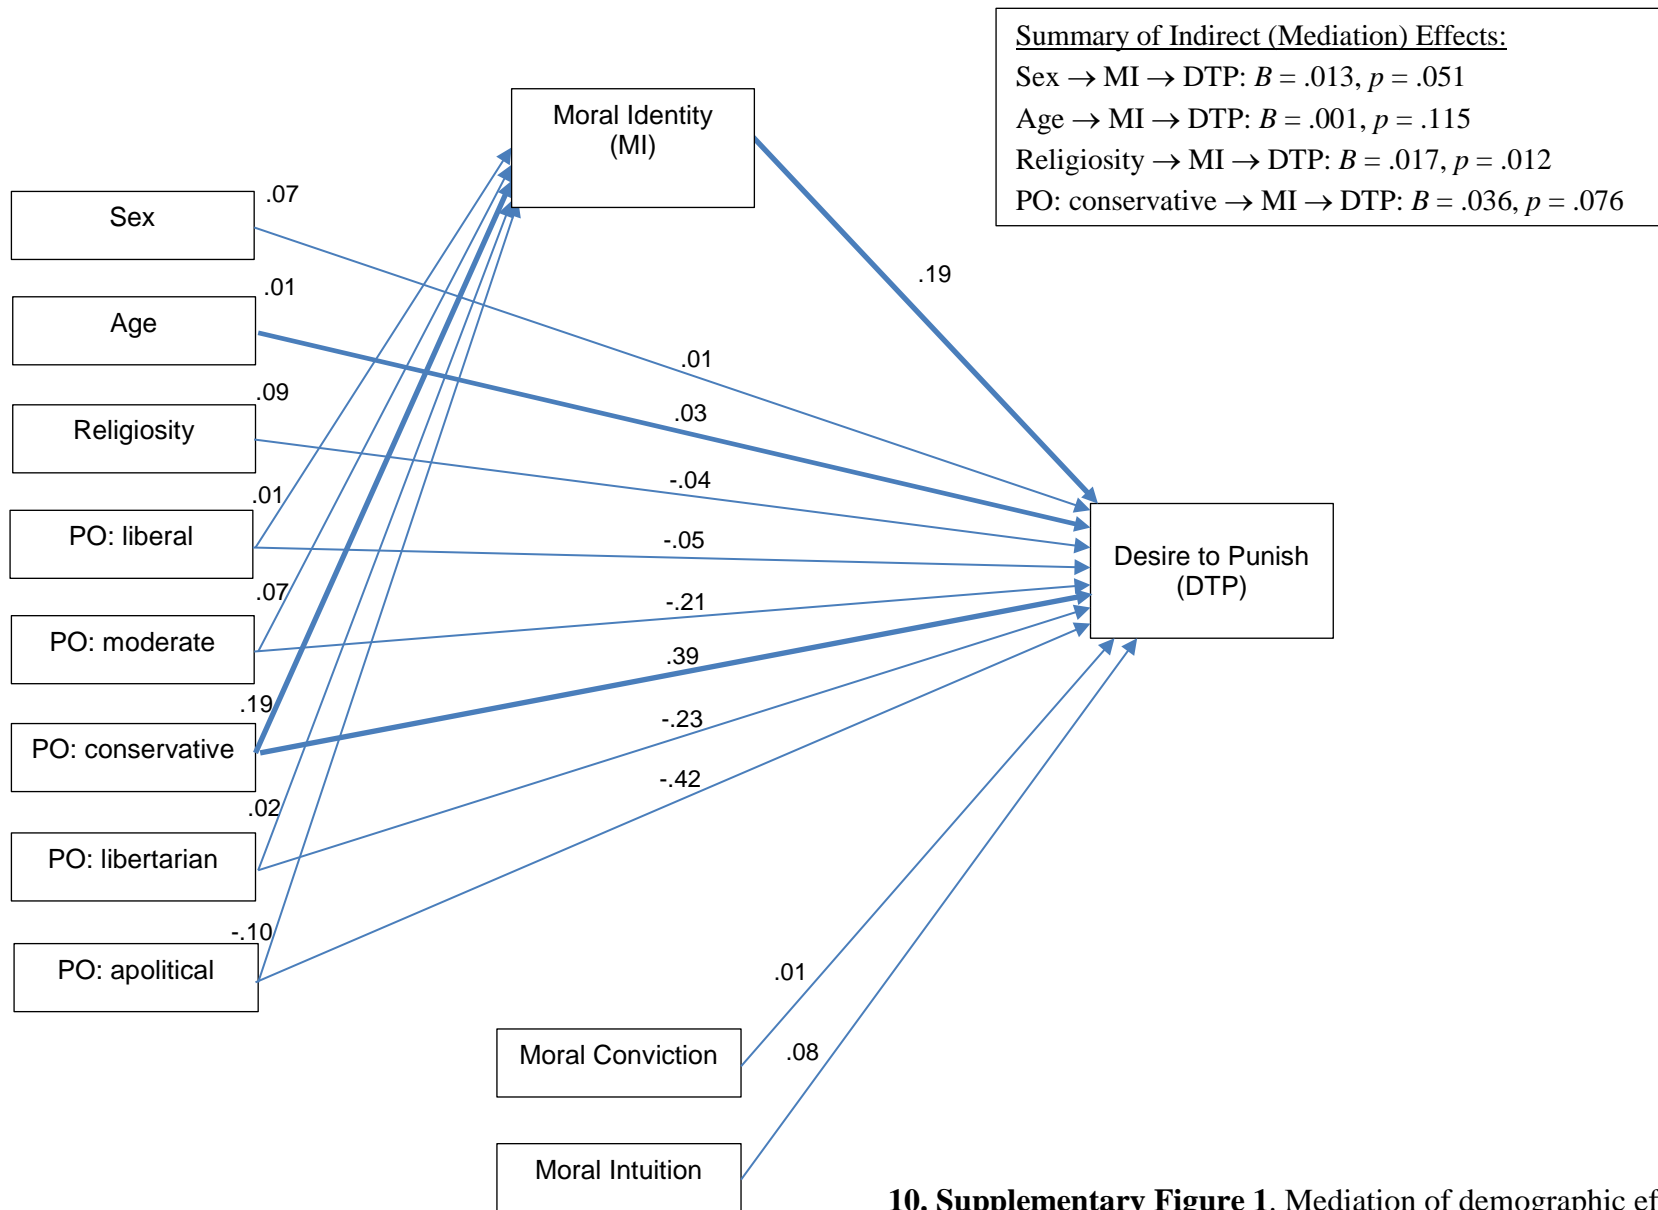 Summary of Indirect (Mediation) Effects:
Sex → MI → DTP: B = .013, p = .051
Age → MI → DTP: B = .001, p = .115
Religiosity → MI → DTP: B = .017, p = .012
PO: conservative → MI → DTP: B = .036, p = .076
Moral Identity
(MI)
.07
Sex
.19
.01
Age
.01
.03
.09
Religiosity
-.04
.01
PO: liberal
-.05
Desire to Punish
(DTP)
.07
-.21
PO: moderate
.39
.19
-.23
PO: conservative
-.42
.02
PO: libertarian
-.10
PO: apolitical
.01
Moral Conviction
.08
Moral Intuition
10. Supplementary Figure 1. Mediation of demographic ef